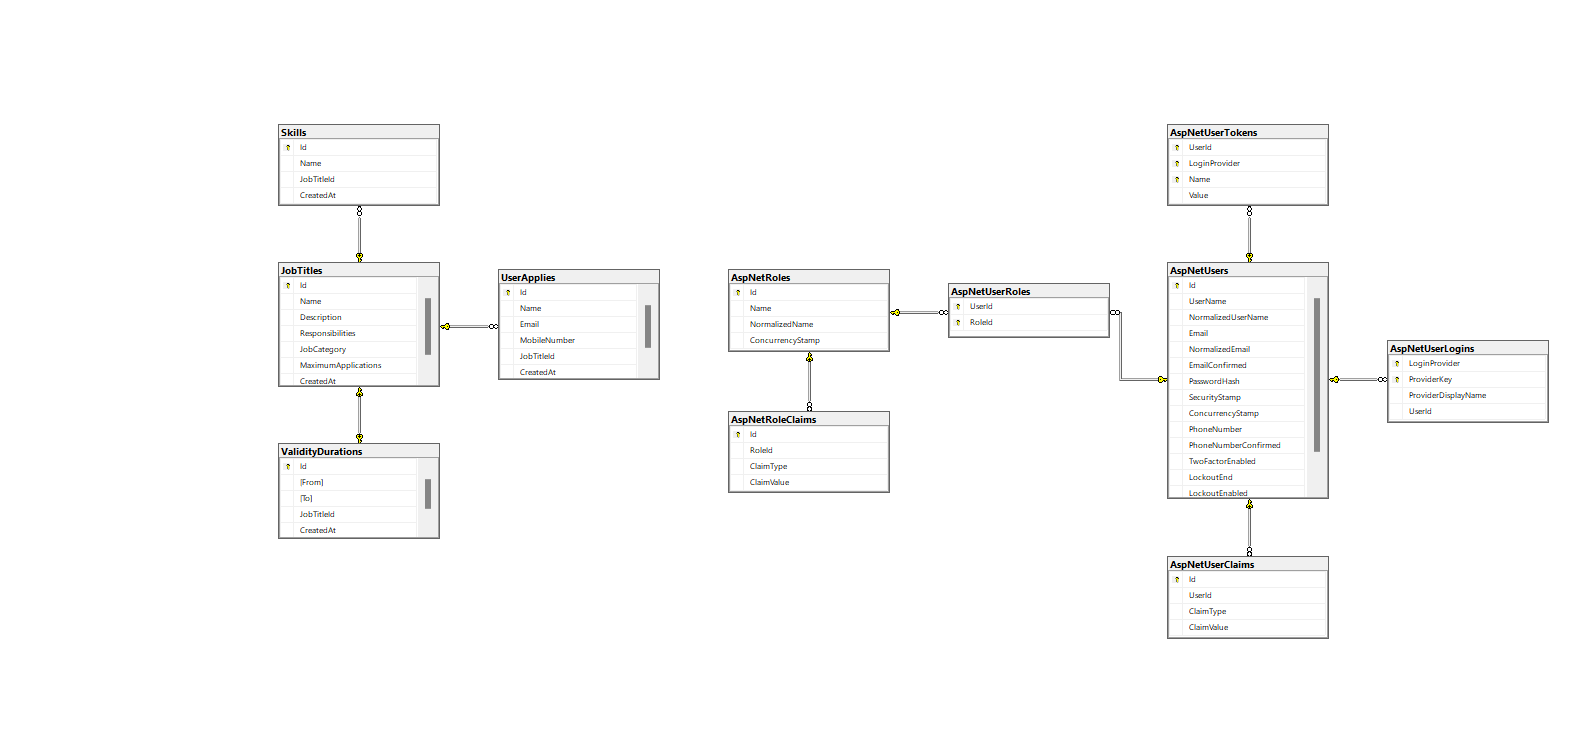 Skills
Id
Name
JobTitleId
CreatedAt
JobTitles
Id
Name
Description
Responsibilities
JobCategory
MaximumApplications
CreatedAt
ValidityDurations
Id
[From]
[To]
JobTitleId
CreatedAt
UserApplies
Id
Name
Email
MobileNumber
JobTitleId
CreatedAt
AspNetRoles
Id
Name
NormalizedName
ConcurrencyStamp
AspNetRoleClaims
Id
RoleId
ClaimType
ClaimValue
AspNetUserRoles
UserId
RoleId
AspNetUserTokens
UserId
LoginProvider
Name
Value
AspNetUsers
Id
UserName
NormalizedUserName
Email
NormalizedEmail
EmailConfirmed
PasswordHash
SecurityStamp
ConcurrencyStamp
PhoneNumber
PhoneNumberConfirmed
TwoFactorEnabled
LockoutEnd
LockoutEnabled
AspNetUserClaims
Id
UserId
ClaimType
ClaimValue
AspNetUserLogins
LoginProvider
ProviderKey
ProviderDisplayName
UserId